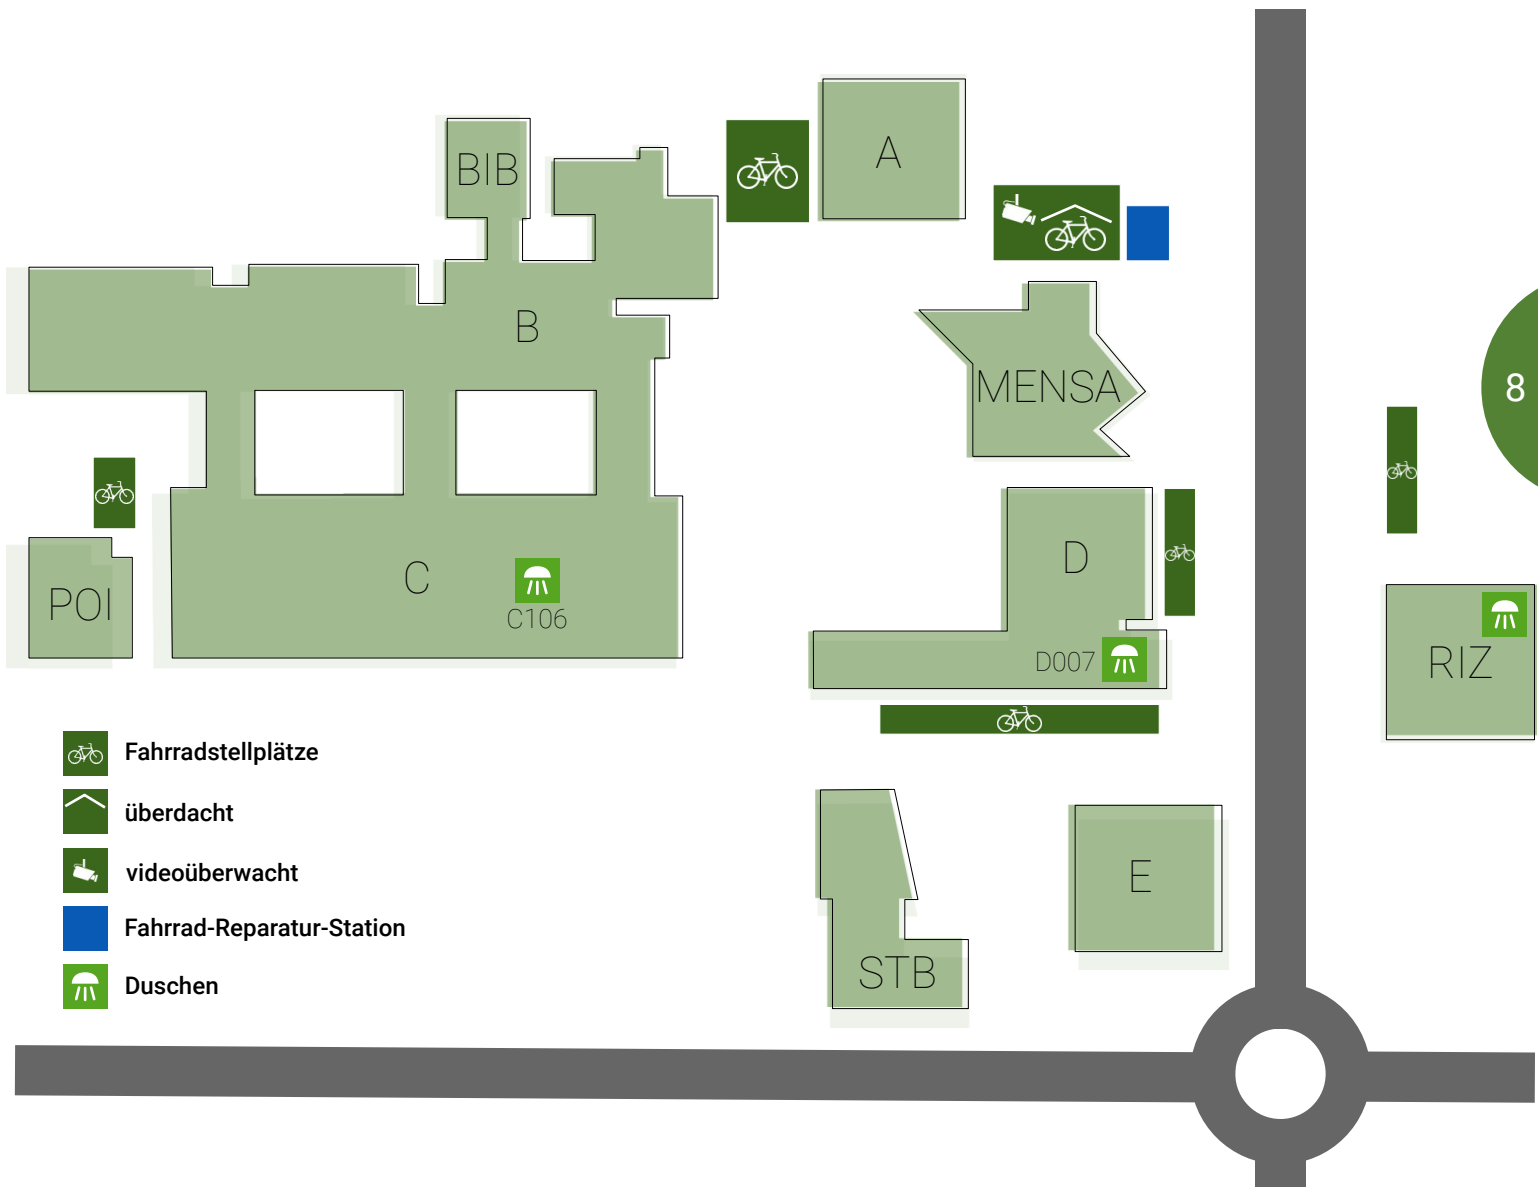 A
BIB
B
MENSA
8
D
C
C106
POI
D007
RIZ
Fahrradstellplätze
überdacht
videoüberwacht
E
Fahrrad-Reparatur-Station
STB
Duschen